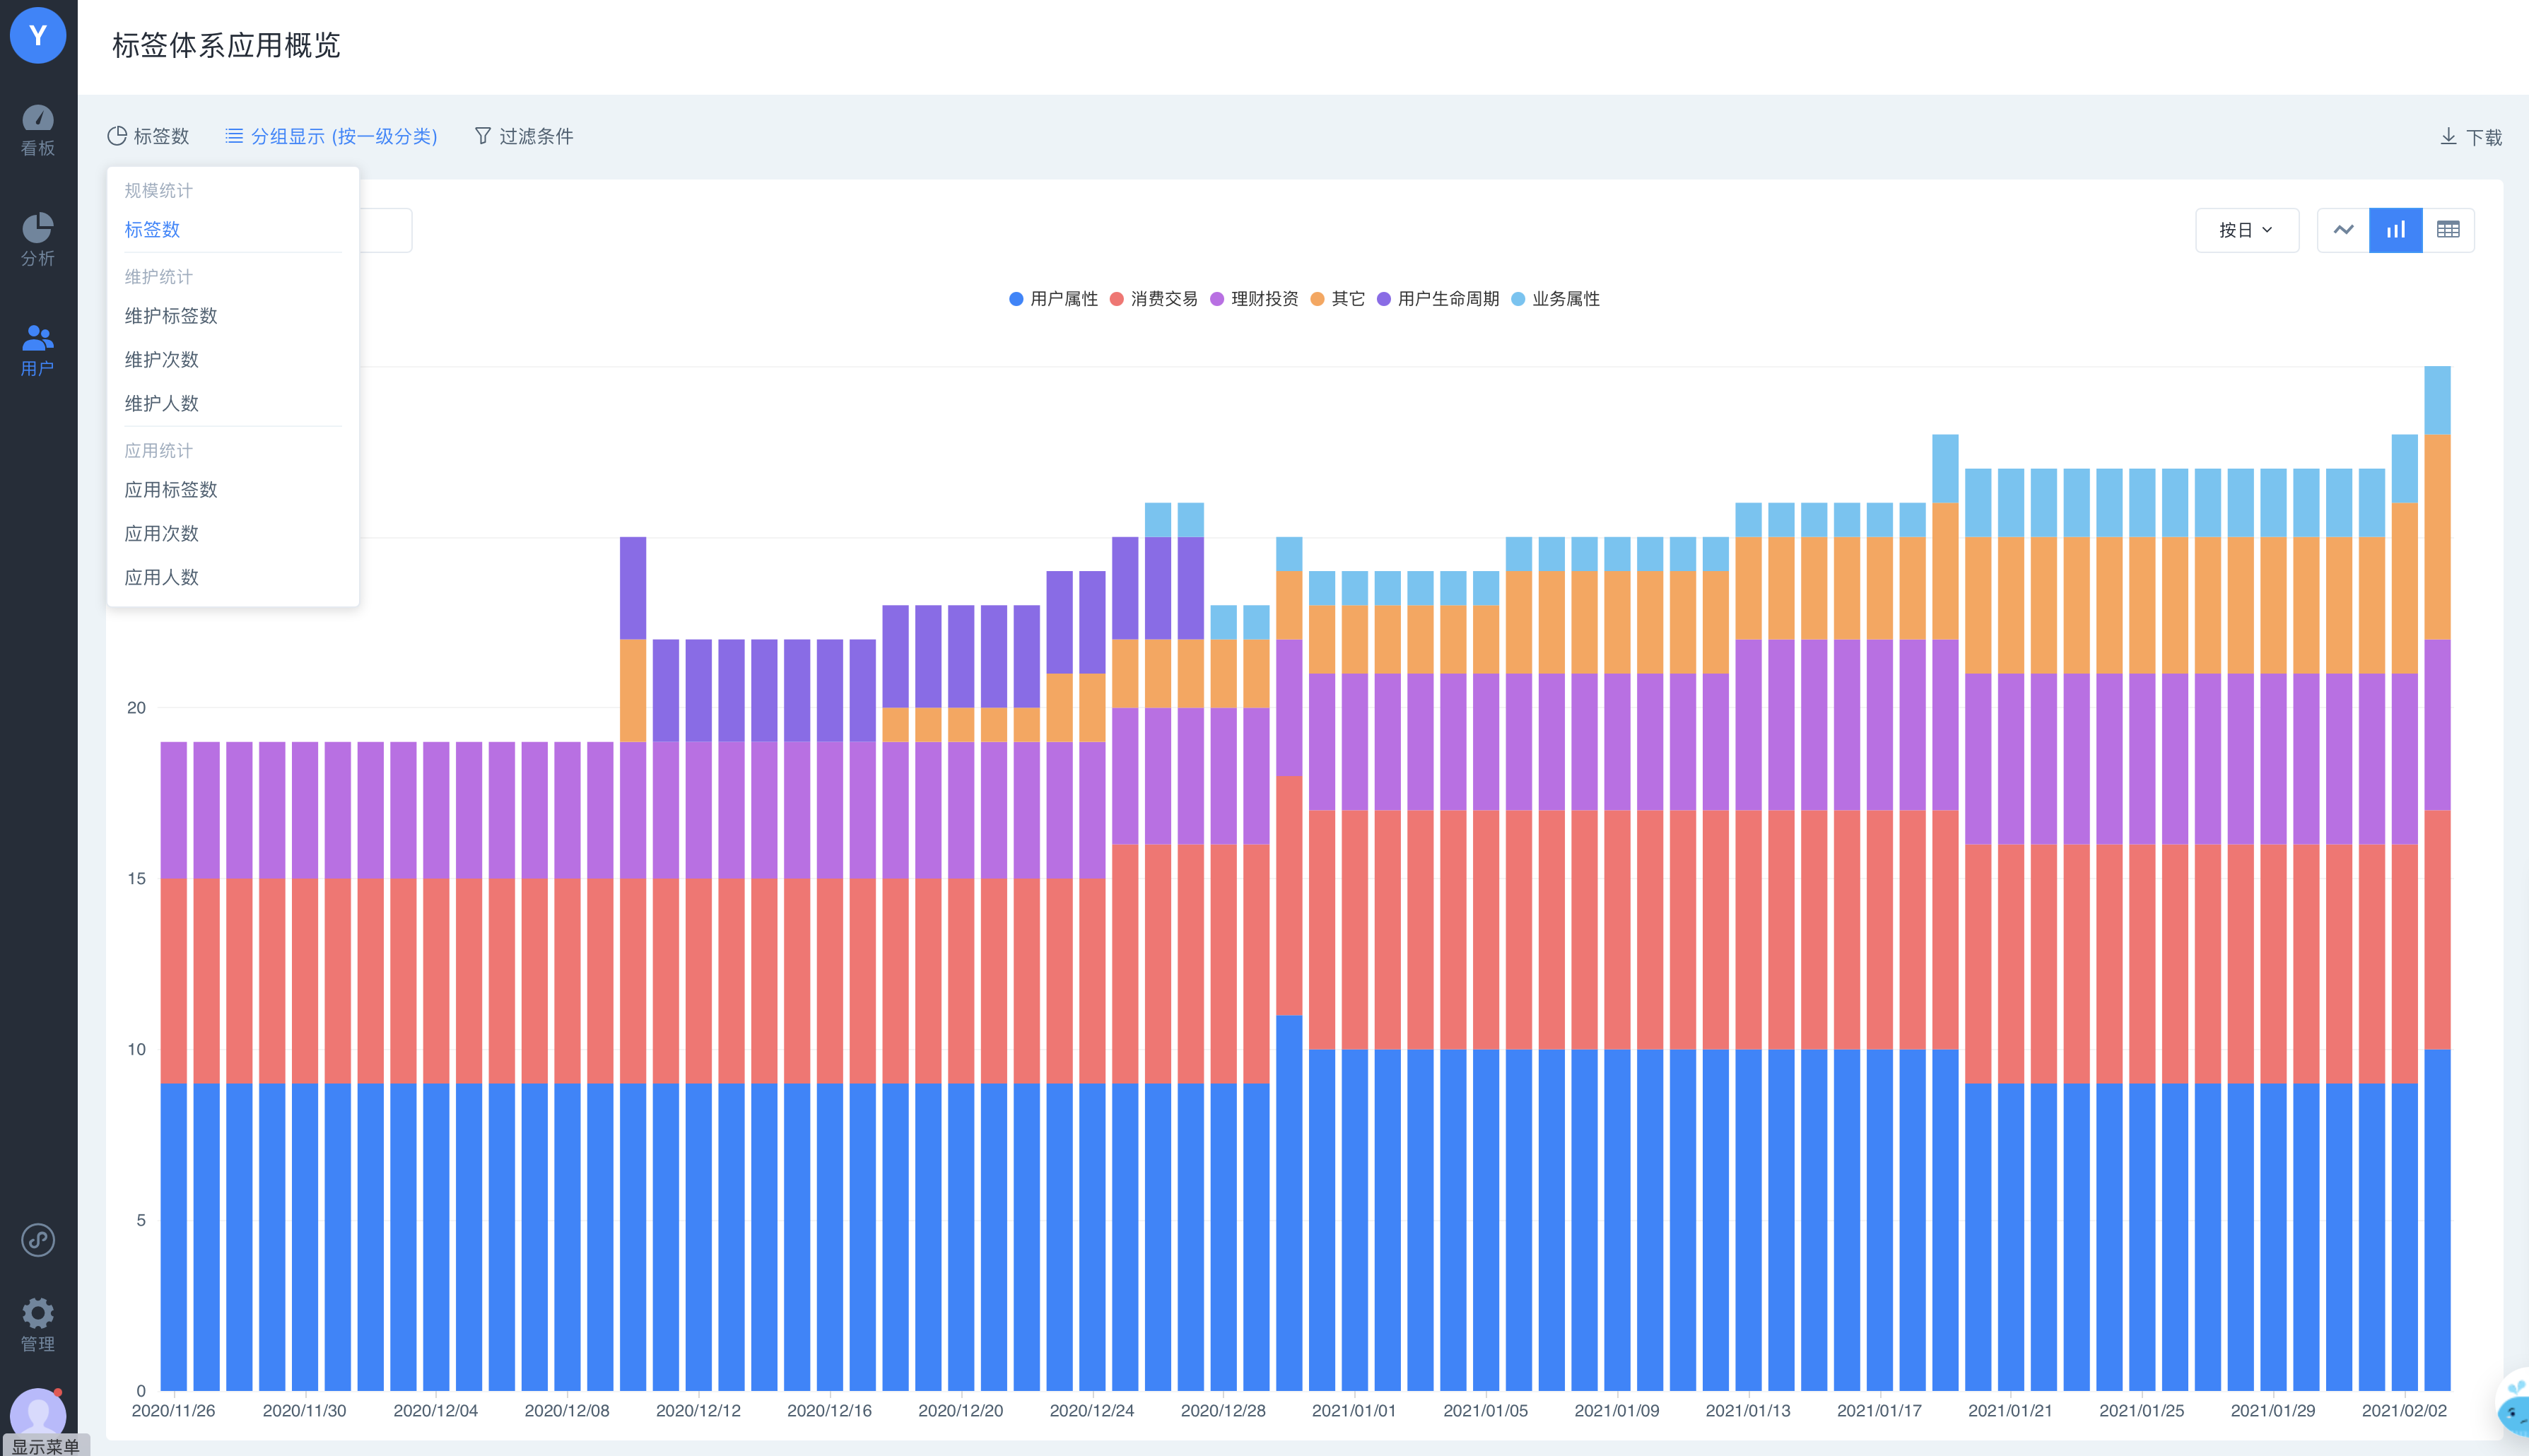 Y
标签体系应用概览
看板
分析
用户
管理
显示菜单
标签数
分组显示 (按一级分类)
过滤条件
下载
规模统计
标签数
维护统计
维护标签数
维护次数
维护人数
应用统计
应用标签数
应用次数
应用人数
按日
用户属性 消费交易 理财投资 其它 用户生命周期 业务属性
20
15
10
5
0
2020/11/26 2020/11/30 2020/12/04 2020/12/08 2020/12/12 2020/12/16 2020/12/20 2020/12/24 2020/12/28 2021/01/01 2021/01/05 2021/01/09 2021/01/13 2021/01/17 2021/01/21 2021/01/25 2021/01/29 2021/02/02